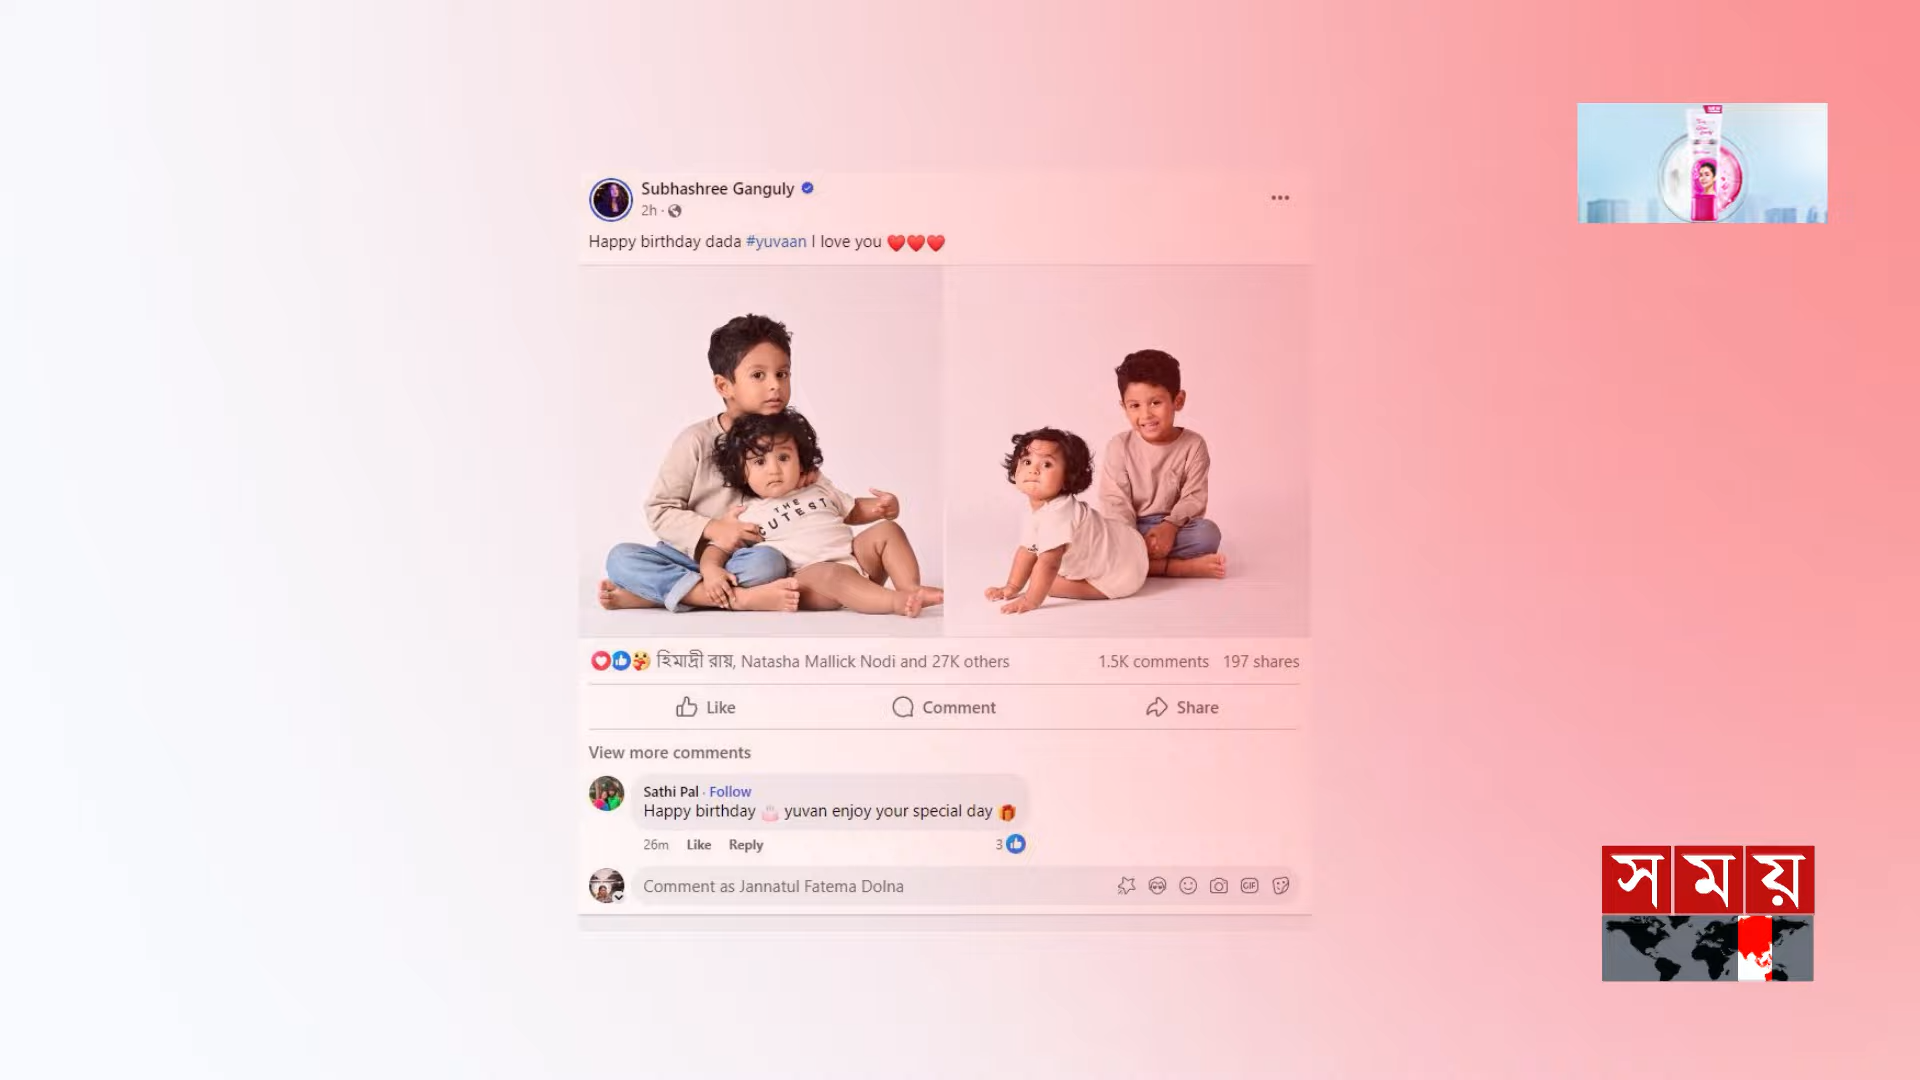 Subhashree Ganguly
2h ·
Happy birthday dada #yuvaan I love you ❤️❤️❤️
THE
CUTEST
হিমাদ্রী রায়, Natasha Mallick Nodi and 27K others
1.5K comments 197 shares
Like
Comment
Share
View more comments
Sathi Pal · Follow
Happy birthday 🎂 yuvan enjoy your special day 🎁
26m Like Reply
3
Comment as Jannatul Fatema Dolna
GIF
সময়